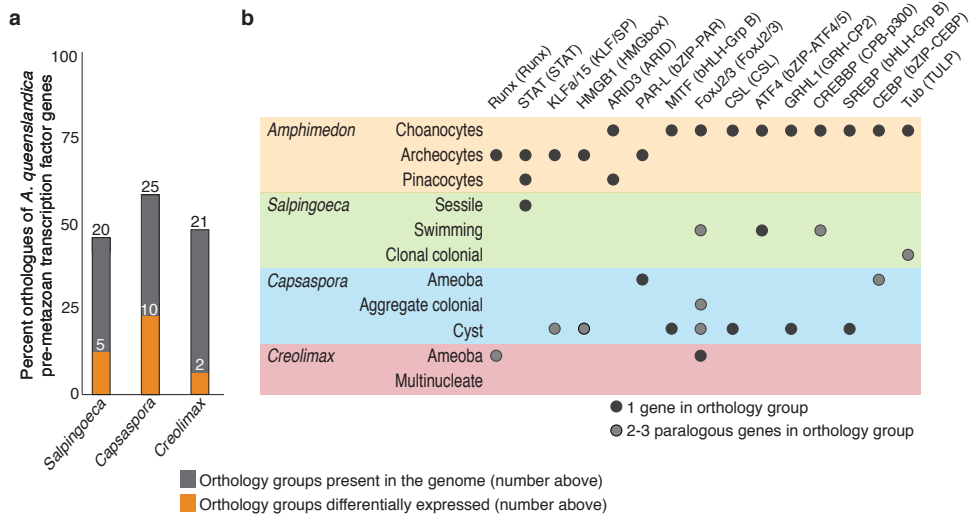 a
Percent orthologues of A. queenslandica
pre-metazoan transcription factor genes
100
75
50
25
0
20
5
25
10
21
2
Salpingoeca
Capsaspora
Creolimax
Orthology groups present in the genome (number above)
Orthology groups differentially expressed (number above)
b
Runx (Runx)
STAT (STAT)
KLFa/15 (KLF/SP)
HMGB1 (HMGbox)
ARID3 (ARID)
PAR-L (bZIP-PAR)
MITF (bHLH-Grp B)
FoxJ2/3 (FoxJ2/3)
CSL (CSL)
ATF4 (bZIP-ATF4/5)
GRHL1(GRH-CP2)
CREBBP (CPB-p300)
SREBP (bHLH-Grp B)
CEBP (bZIP-CEBP)
Tub (TULP)
Amphimedon Choanocytes
Archeocytes
Pinacocytes
Salpingoeca Sessile
Swimming
Clonal colonial
Capsaspora Ameoba
Aggregate colonial
Cyst
Creolimax Ameoba
Multinucleate
1 gene in orthology group
2-3 paralogous genes in orthology group